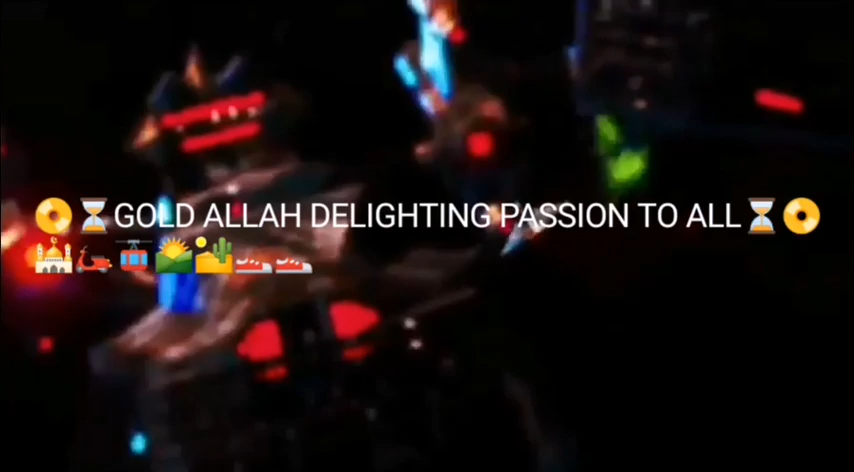 📀⏳GOLD ALLAH DELIGHTING PASSION TO ALL⏳📀
🕌🛵🚠🌄🏜👟👟